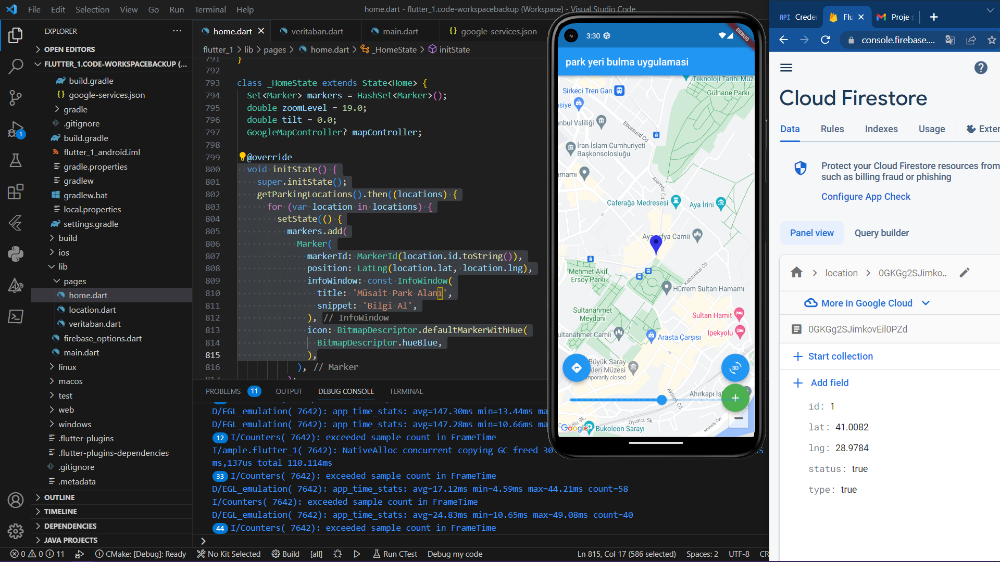 File Edit Selection View Go Run Terminal Help
home.dart - flutter_1.code-workspacebackup (Workspace) - Visual Studio Code
EXPLORER
OPEN EDITORS
FLUTTER_1.CODE-WORKSPACEBACKUP (...
build.gradle
google-services.json
gradle
.gitignore
build.gradle
flutter_1_android.iml
gradle.properties
gradlew
gradlew.bat
local.properties
settings.gradle
build
ios
lib
pages
home.dart
location.dart
veritaban.dart
firebase_options.dart
main.dart
linux
macos
test
web
windows
.flutter-plugins
.flutter-plugins-dependencies
.gitignore
.metadata
OUTLINE
TIMELINE
DEPENDENCIES
JAVA PROJECTS
1
home.dart veritaban.dart main.dart google-services.json
flutter_1 > lib > pages > home.dart > _HomeState > initState
791 }
792
793 class _HomeState extends State<Home> {
794 Set<Marker> markers = HashSet<Marker>();
795 double zoomLevel = 19.0;
796 double tilt = 0.0;
797 GoogleMapController? mapController;
798
799 @override
800 void initState() {
801 super.initState();
802 getParkingLocations().then((locations) {
803 for (var location in locations) {
804 setState(() {
805 markers.add(
806 Marker(
807 markerId: MarkerId(location.id.toString()),
808 position: LatLng(location.lat, location.lng),
809 infoWindow: const InfoWindow(
810 title: 'Müsait Park Alanı',
811 snippet: 'Bilgi Al',
812 ), // InfoWindow
813 icon: BitmapDescriptor.defaultMarkerWithHue(
814 BitmapDescriptor.hueBlue,
815 ),
816 ), // Marker
817 );
PROBLEMS 11 OUTPUT DEBUG CONSOLE TERMINAL
D/EGL_emulation( 7642): app_time_stats: avg=147.30ms min=13.44ms ma
D/EGL_emulation( 7642): app_time_stats: avg=147.28ms min=10.66ms ma
12 I/Counters( 7642): exceeded sample count in FrameTime
I/ample.flutter_1( 7642): NativeAlloc concurrent copying GC freed 30
ms,137us total 110.114ms
33 I/Counters( 7642): exceeded sample count in FrameTime
D/EGL_emulation( 7642): app_time_stats: avg=17.12ms min=4.59ms max=44.21ms count=58
I/Counters( 7642): exceeded sample count in FrameTime
D/EGL_emulation( 7642): app_time_stats: avg=24.83ms min=10.65ms max=49.08ms count=40
44 I/Counters( 7642): exceeded sample count in FrameTime
0 0 11 CMake: [Debug]: Ready No Kit Selected Build [all] Run CTest Debug my code Ln 815, Col 17 (586 selected) Spaces: 2 UTF-8 CR
3:30
DEBUG
park yeri bulma uygulamasi
Teknoloji Tarihi Müz
Sirkeci Tren Garı
Gülhane Parkı
asiye
nbul Valiliği
Ebussuud Cd.
İran İslam Cumhuriyeti
Başkonsolosluğu
amamı
Alemdar Cd.
Caferağa Medresesi
Aya İrini
Ayasofya Camii
Mehmet Akif
Ersoy Parkı
Kabasakal Cd.
Hürrem Sultan Hamamı
Sultanahmet
Meydanı
Sultan Hamit
Ipekyolu
ultanahmet Camii
Arasta Çarşısı
Büyük Saray
kleri Müzesi
emporarily closed
3D
Akbıyık Cd.
Ahırkapı İs
Oyuncu Sk.
Kennedy Cad.
Google
Bukoleon Sarayı
API Creder
Flu
Proje s
console.firebase....
Cloud Firestore
Data Rules Indexes Usage Exter
Protect your Cloud Firestore resources from
such as billing fraud or phishing
Configure App Check
Panel view Query builder
location > 0GKGg2SJimko..
More in Google Cloud
0GKGg2SJimkovEil0PZd
Start collection
Add field
id: 1
lat: 41.0082
lng: 28.9784
status: true
type: true